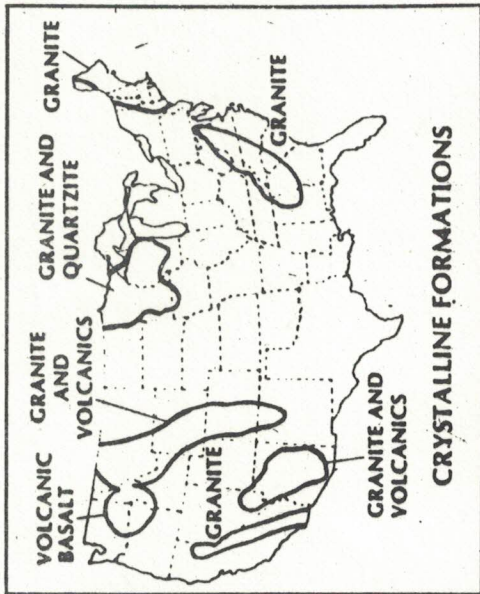 VOLCANIC
BASALT
GRANITE
AND
VOLCANICS
GRANITE AND
QUARTZITE
GRANITE
GRANITE
GRANITE
GRANITE AND
VOLCANICS
CRYSTALLINE FORMATIONS